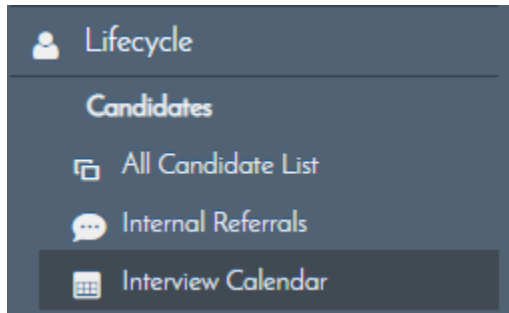 Lifecycle
Candidates
All Candidate List
Internal Referrals
Interview Calendar